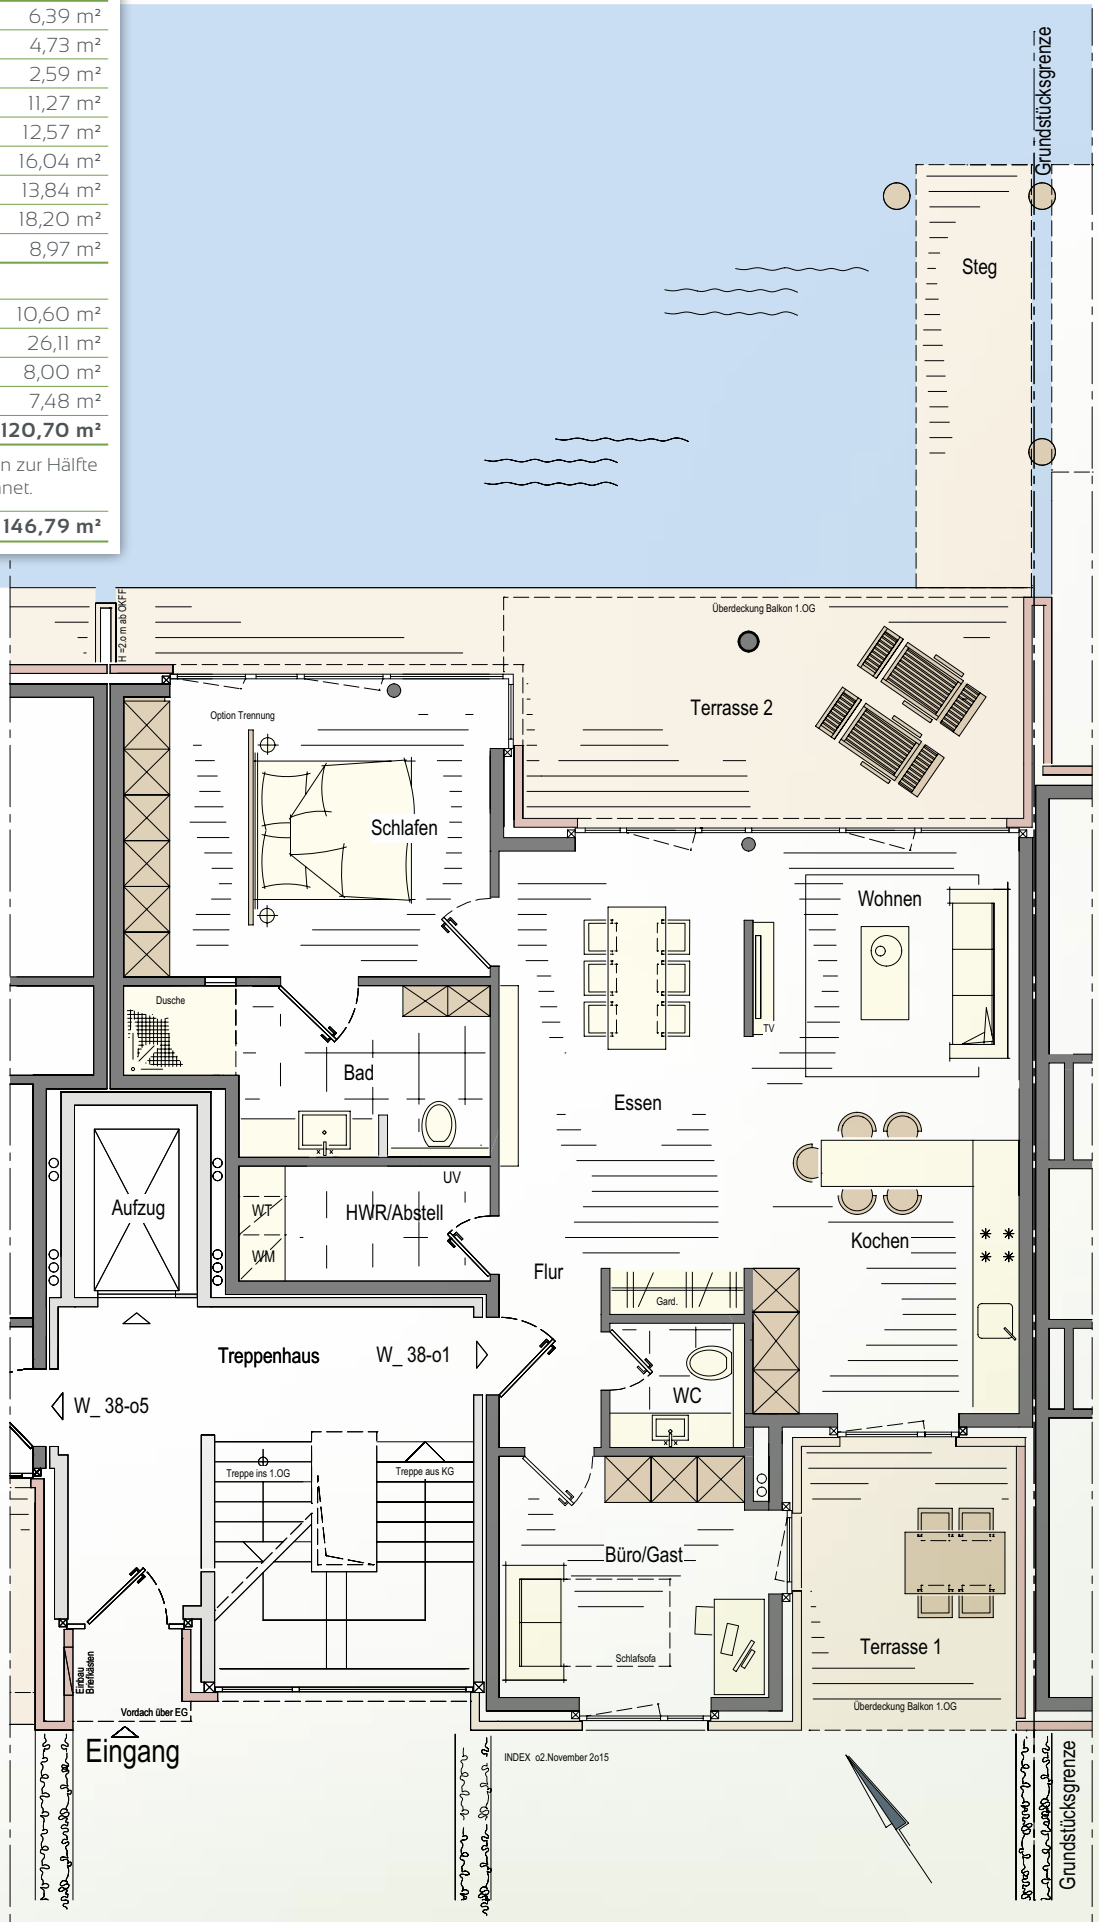 6,39 m²
4,73 m²
2,59 m²
11,27 m²
12,57 m²
16,04 m²
13,84 m²
18,20 m²
8,97 m²
10,60 m²
26,11 m²
8,00 m²
7,48 m²
120,70 m²
n zur Hälfte
net.
146,79 m²
Grundstücksgrenze
Steg
H =2.o m ab OKFF
Überdeckung Balkon 1.OG
Terrasse 2
Option Trennung
Schlafen
Wohnen
Dusche
TV
Bad
Essen
UV
WT
HWR/Abstell
WM
Aufzug
Kochen
Flur
Gard.
Treppenhaus
W_ 38-o1
WC
W_ 38-o5
Treppe ins 1.OG
Treppe aus KG
Büro/Gast
Schlafsofa
Terrasse 1
Einbau
Briefkästen
Überdeckung Balkon 1.OG
Vordach über EG
Eingang
INDEX o2.November 2o15
Grundstücksgrenze